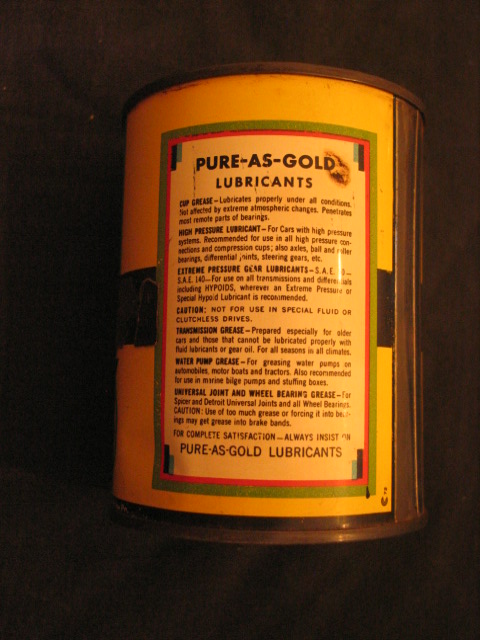 PURE-AS-GOLD
LUBRICANTS
CUP GREASE—Lubricates properly under all conditions.
Not affected by extreme atmospheric changes. Penetrates
most remote parts of bearings.
HIGH PRESSURE LUBRICANT—For Cars with high pressure
systems. Recommended for use in all high pressure con-
nections and compression cups; also axles, ball and roller
bearings, differential joints, steering gears, etc.
EXTREME PRESSURE GEAR LUBRICANTS—S.A.E.
S.A.E. 140—For use on all transmissions and differentials
including HYPOIDS, wherever an Extreme Pressure or
Special Hypoid Lubricant is recommended.
CAUTION: NOT FOR USE IN SPECIAL FLUID OR
CLUTCHLESS DRIVES.
TRANSMISSION GREASE—Prepared especially for older
cars and those that cannot be lubricated properly with
fluid lubricants or gear oil. For all seasons in all climates.
WATER PUMP GREASE—For greasing water pumps on
automobiles, motor boats and tractors. Also recommended
for use in marine bilge pumps and stuffing boxes.
UNIVERSAL JOINT AND WHEEL BEARING GREASE—For
Spicer and Detroit Universal Joints and all Wheel Bearings.
CAUTION: Use of too much grease or forcing it into bear-
ings may get grease into brake bands.
FOR COMPLETE SATISFACTION—ALWAYS INSIST ON
PURE-AS-GOLD LUBRICANTS